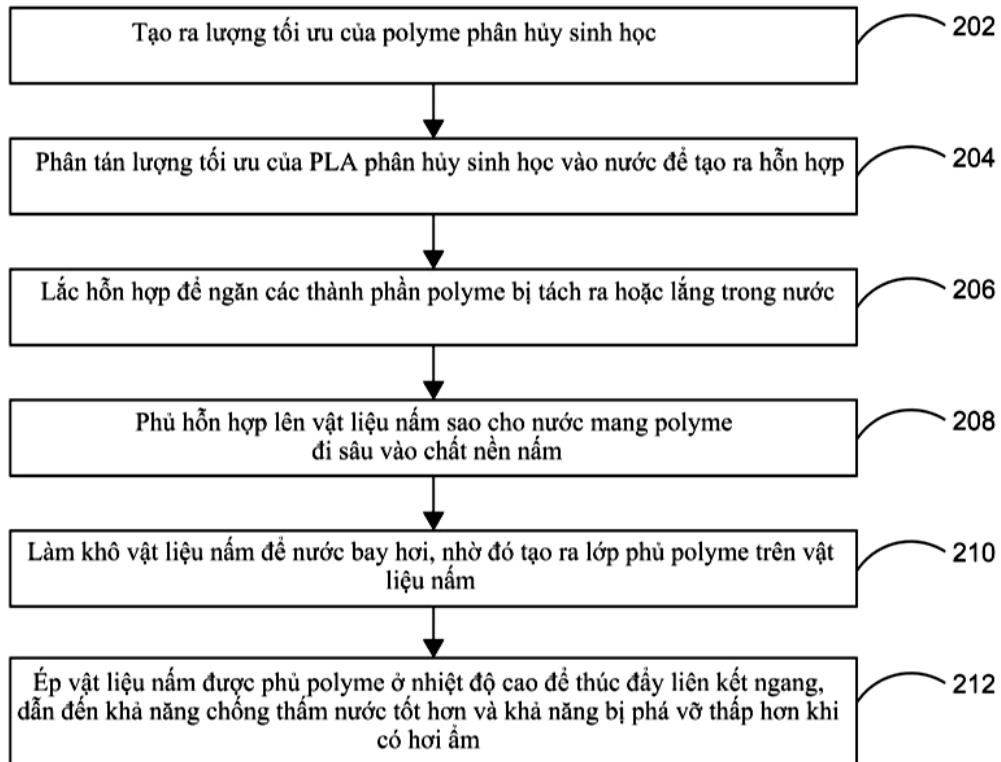 Tạo ra lượng tối ưu của polyme phân hủy sinh học
202
Phân tán lượng tối ưu của PLA phân hủy sinh học vào nước để tạo ra hỗn hợp
204
Lắc hỗn hợp để ngăn các thành phần polyme bị tách ra hoặc lắng trong nước
206
Phủ hỗn hợp lên vật liệu nấm sao cho nước mang polyme
đi sâu vào chất nền nấm
208
Làm khô vật liệu nấm để nước bay hơi, nhờ đó tạo ra lớp phủ polyme trên vật
liệu nấm
210
Ép vật liệu nấm được phủ polyme ở nhiệt độ cao để thúc đẩy liên kết ngang,
dẫn đến khả năng chống thấm nước tốt hơn và khả năng bị phá vỡ thấp hơn khi
có hơi ẩm
212